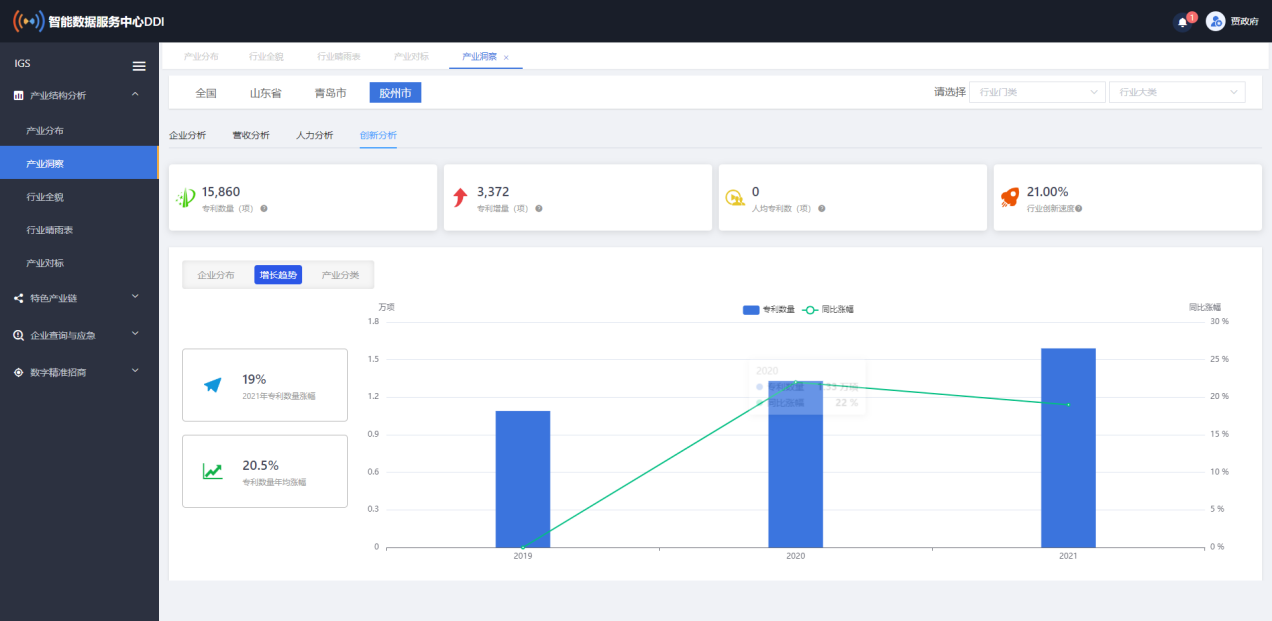 智能数据服务中心DDI
1
贾政府
IGS
产业结构分析
产业分布
产业洞察
行业全貌
行业晴雨表
产业对标
特色产业链
企业查询与应急
数字精准招商
产业分布 行业全貌 行业晴雨表 产业对标 产业洞察 ×
全国 山东省 青岛市 胶州市
请选择 行业门类 行业大类
企业分析 营收分析 人力分析 创新分析
15,860
专利数量（项）
3,372
专利增量（项）
0
人均专利数（项）
21.00%
行业创新速度
企业分布 增长趋势 产业分类
19%
2021年专利数量涨幅
20.5%
专利数量年均涨幅
万项
专利数量 同比涨幅
同比涨幅
1.8
1.5
1.2
0.9
0.6
0.3
0
30 %
25 %
20 %
15 %
10 %
5 %
0 %
2020
专利数量 1.33 万项
同比涨幅 22 %
2019 2020 2021